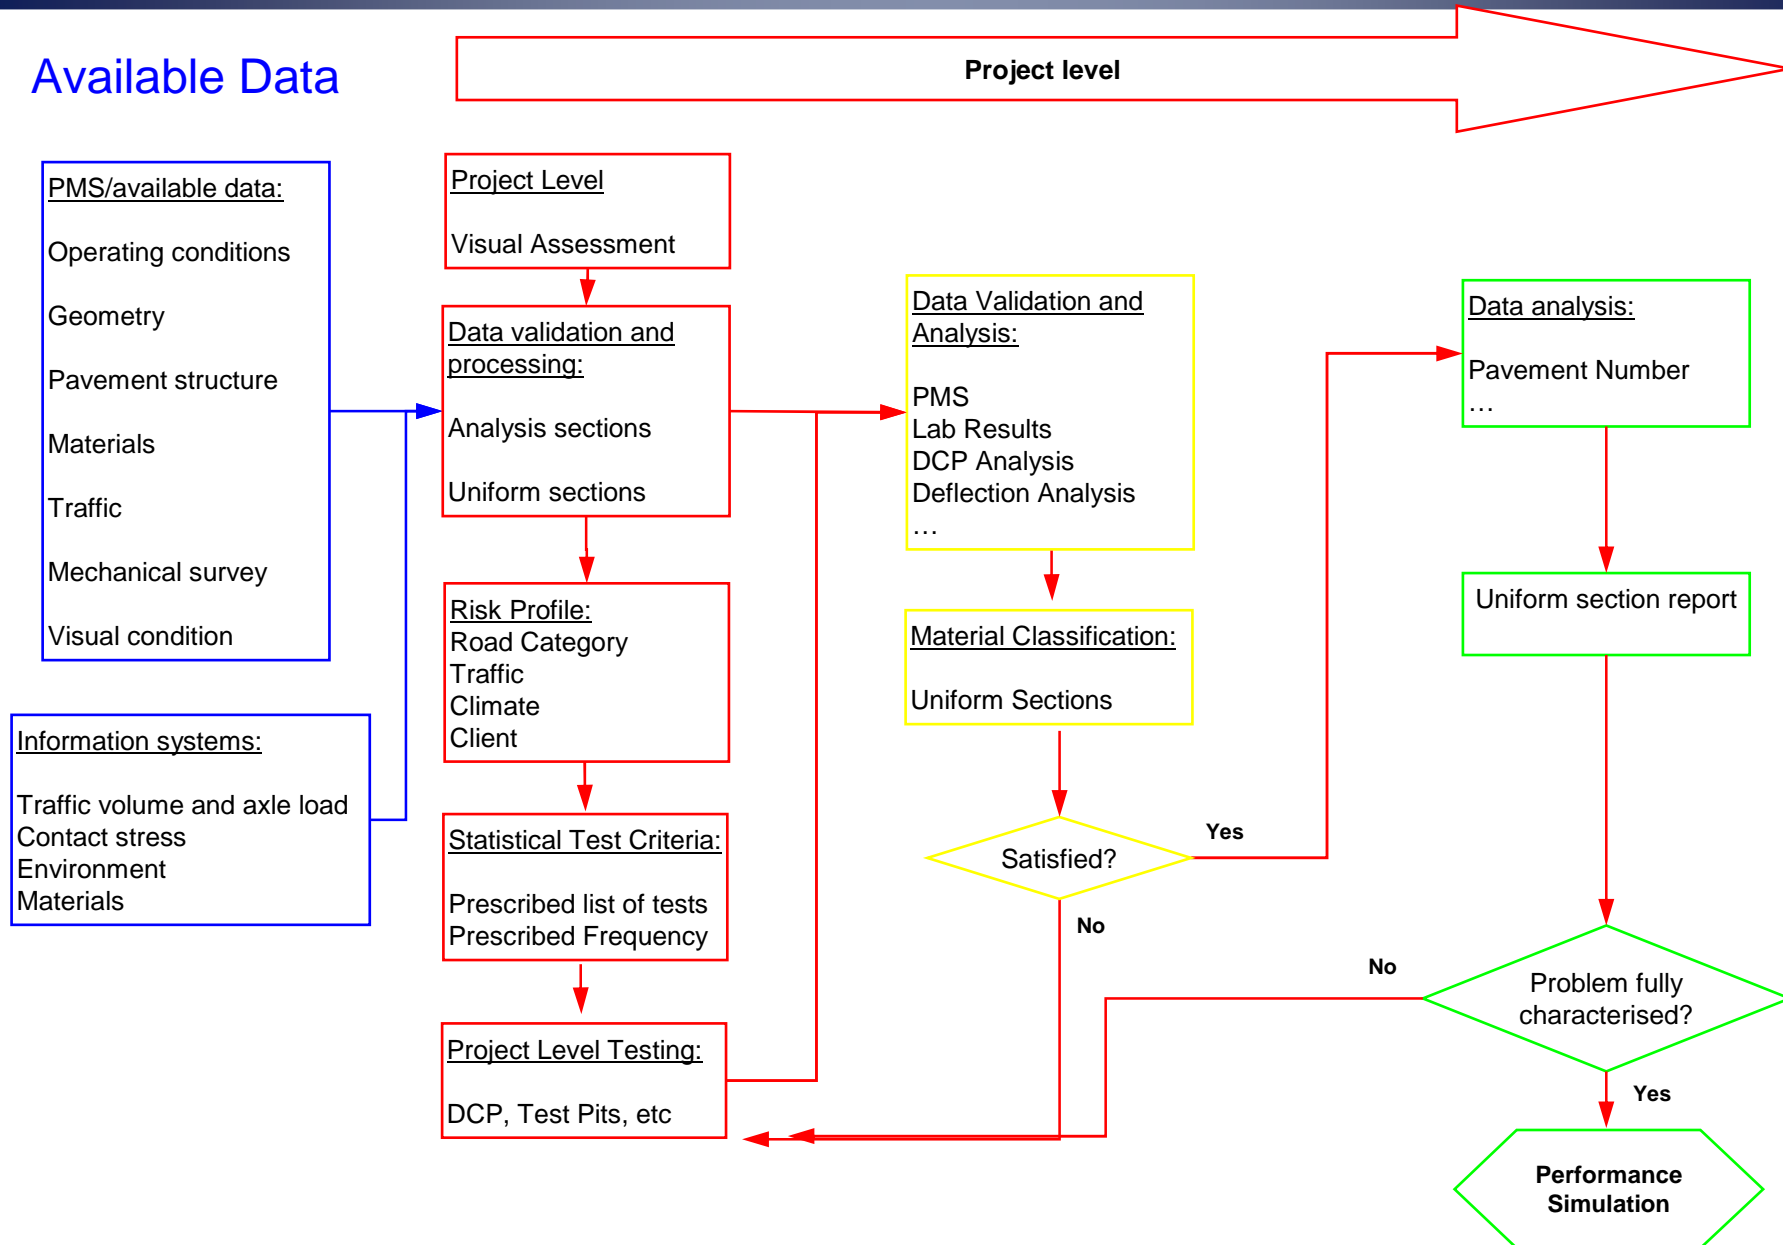 Available Data
Project level
PMS/available data:
Operating conditions
Geometry
Pavement structure
Materials
Traffic
Mechanical survey
Visual condition
Information systems:
Traffic volume and axle load
Contact stress
Environment
Materials
Project Level
Visual Assessment
Data validation and
processing:
Analysis sections
Uniform sections
Risk Profile:
Road Category
Traffic
Climate
Client
Statistical Test Criteria:
Prescribed list of tests
Prescribed Frequency
Project Level Testing:
DCP, Test Pits, etc
Data Validation and
Analysis:
PMS
Lab Results
DCP Analysis
Deflection Analysis
…
Material Classification:
Uniform Sections
Satisfied?
Yes
No
Data analysis:
Pavement Number
…
Uniform section report
Problem fully
characterised?
No
Yes
Performance
Simulation